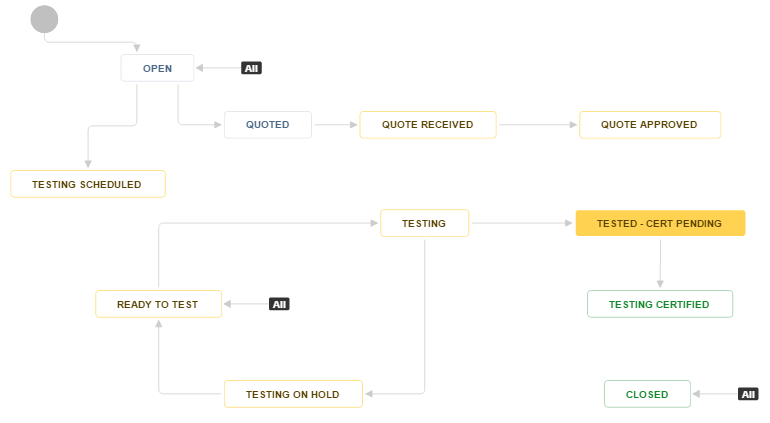 OPEN
All
QUOTED
QUOTE RECEIVED
QUOTE APPROVED
TESTING SCHEDULED
TESTING
TESTED - CERT PENDING
READY TO TEST
All
TESTING CERTIFIED
TESTING ON HOLD
CLOSED
All